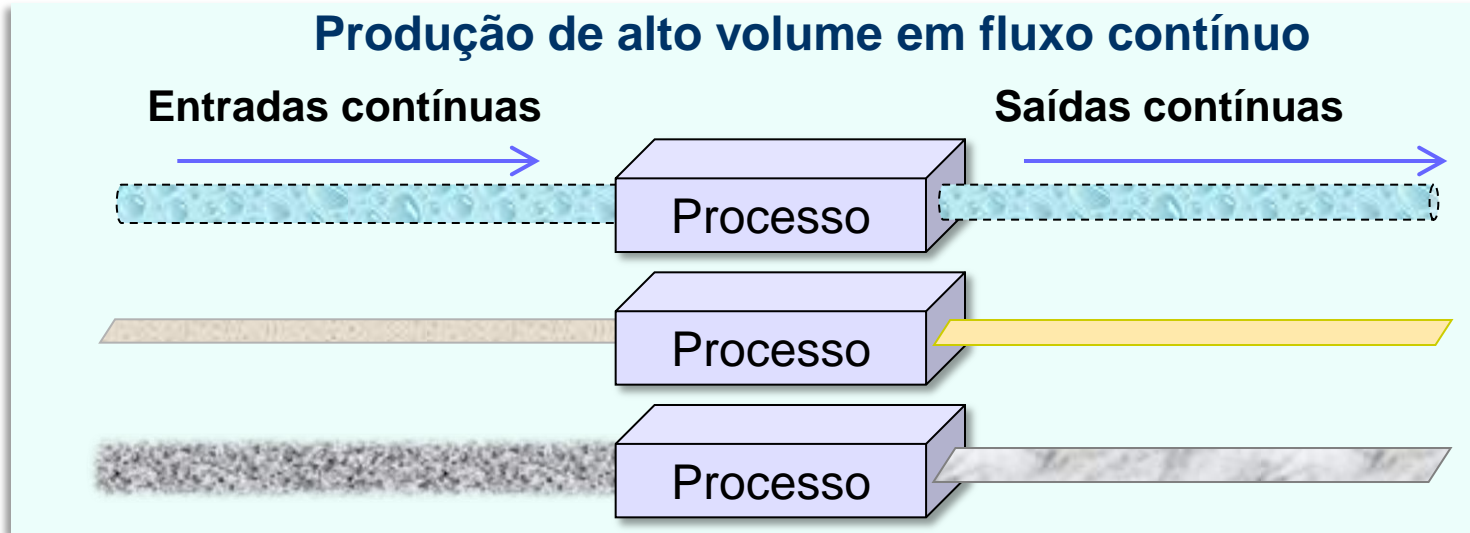 Produção de alto volume em fluxo contínuo
Entradas contínuas
Saídas contínuas
Processo
Processo
Processo